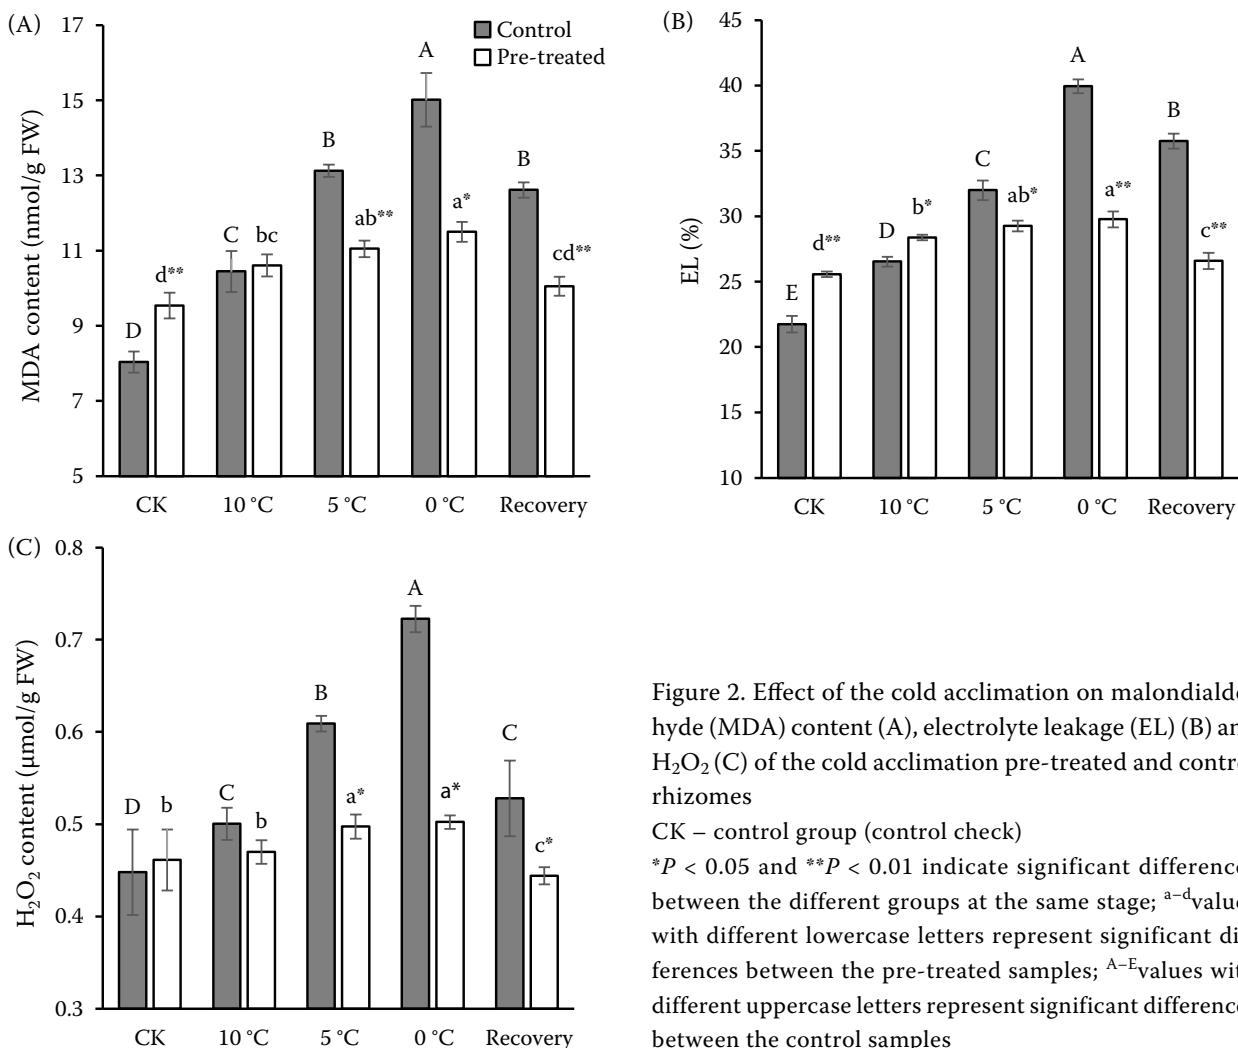 (A)
17
15
13
11
9
7
5
MDA content (nmol/g FW)
Control
Pre-treated
D
d**
C
bc
B
ab**
A
a*
B
cd**
CK
10 °C
5 °C
0 °C
Recovery
(B)
45
40
35
30
25
20
15
10
EL (%)
E
d**
D
b*
C
ab*
A
a**
B
c**
CK
10 °C
5 °C
0 °C
Recovery
(C)
0.8
0.7
0.6
0.5
0.4
0.3
H₂O₂ content (µmol/g FW)
D
b
C
b
B
a*
A
a*
C
c*
CK
10 °C
5 °C
0 °C
Recovery
Figure 2. Effect of the cold acclimation on malondialde
hyde (MDA) content (A), electrolyte leakage (EL) (B) an
H₂O₂ (C) of the cold acclimation pre-treated and contro
rhizomes
CK – control group (control check)
*P < 0.05 and **P < 0.01 indicate significant difference
between the different groups at the same stage; a–dvalue
with different lowercase letters represent significant di
ferences between the pre-treated samples; A–Evalues wit
different uppercase letters represent significant difference
between the control samples